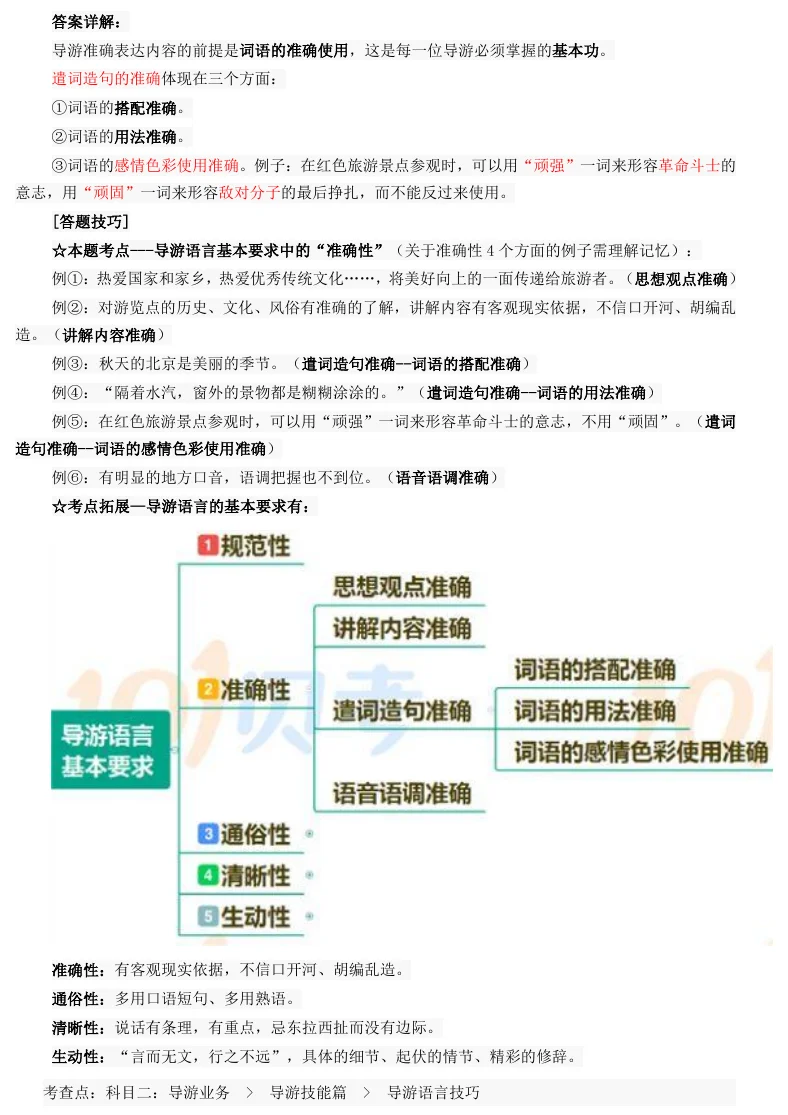 答案详解：
导游准确表达内容的前提是词语的准确使用，这是每一位导游必须掌握的基本功。
遣词造句的准确体现在三个方面：
①词语的搭配准确。
②词语的用法准确。
③词语的感情色彩使用准确。例子：在红色旅游景点参观时，可以用“顽强”一词来形容革命斗士的
意志，用“顽固”一词来形容敌对分子的最后挣扎，而不能反过来使用。
[答题技巧]
☆本题考点---导游语言基本要求中的“准确性”（关于准确性 4 个方面的例子需理解记忆）：
例①：热爱国家和家乡，热爱优秀传统文化……，将美好向上的一面传递给旅游者。（思想观点准确）
例②：对游览点的历史、文化、风俗有准确的了解，讲解内容有客观现实依据，不信口开河、胡编乱
造。（讲解内容准确）
例③：秋天的北京是美丽的季节。（遣词造句准确--词语的搭配准确）
例④：“隔着水汽，窗外的景物都是糊糊涂涂的。”（遣词造句准确--词语的用法准确）
例⑤：在红色旅游景点参观时，可以用“顽强”一词来形容革命斗士的意志，不用“顽固”。（遣词
造句准确--词语的感情色彩使用准确）
例⑥：有明显的地方口音，语调把握也不到位。（语音语调准确）
☆考点拓展—导游语言的基本要求有：
1 规范性
思想观点准确
讲解内容准确
词语的搭配准确
2 准确性
遣词造句准确
词语的用法准确
导游语言
基本要求
词语的感情色彩使用准确
语音语调准确
3 通俗性
4 清晰性
5 生动性
101贝考
101
准确性：有客观现实依据，不信口开河、胡编乱造。
通俗性：多用口语短句、多用熟语。
清晰性：说话有条理，有重点，忌东拉西扯而没有边际。
生动性：“言而无文，行之不远”，具体的细节、起伏的情节、精彩的修辞。
考查点：科目二：导游业务 > 导游技能篇 > 导游语言技巧